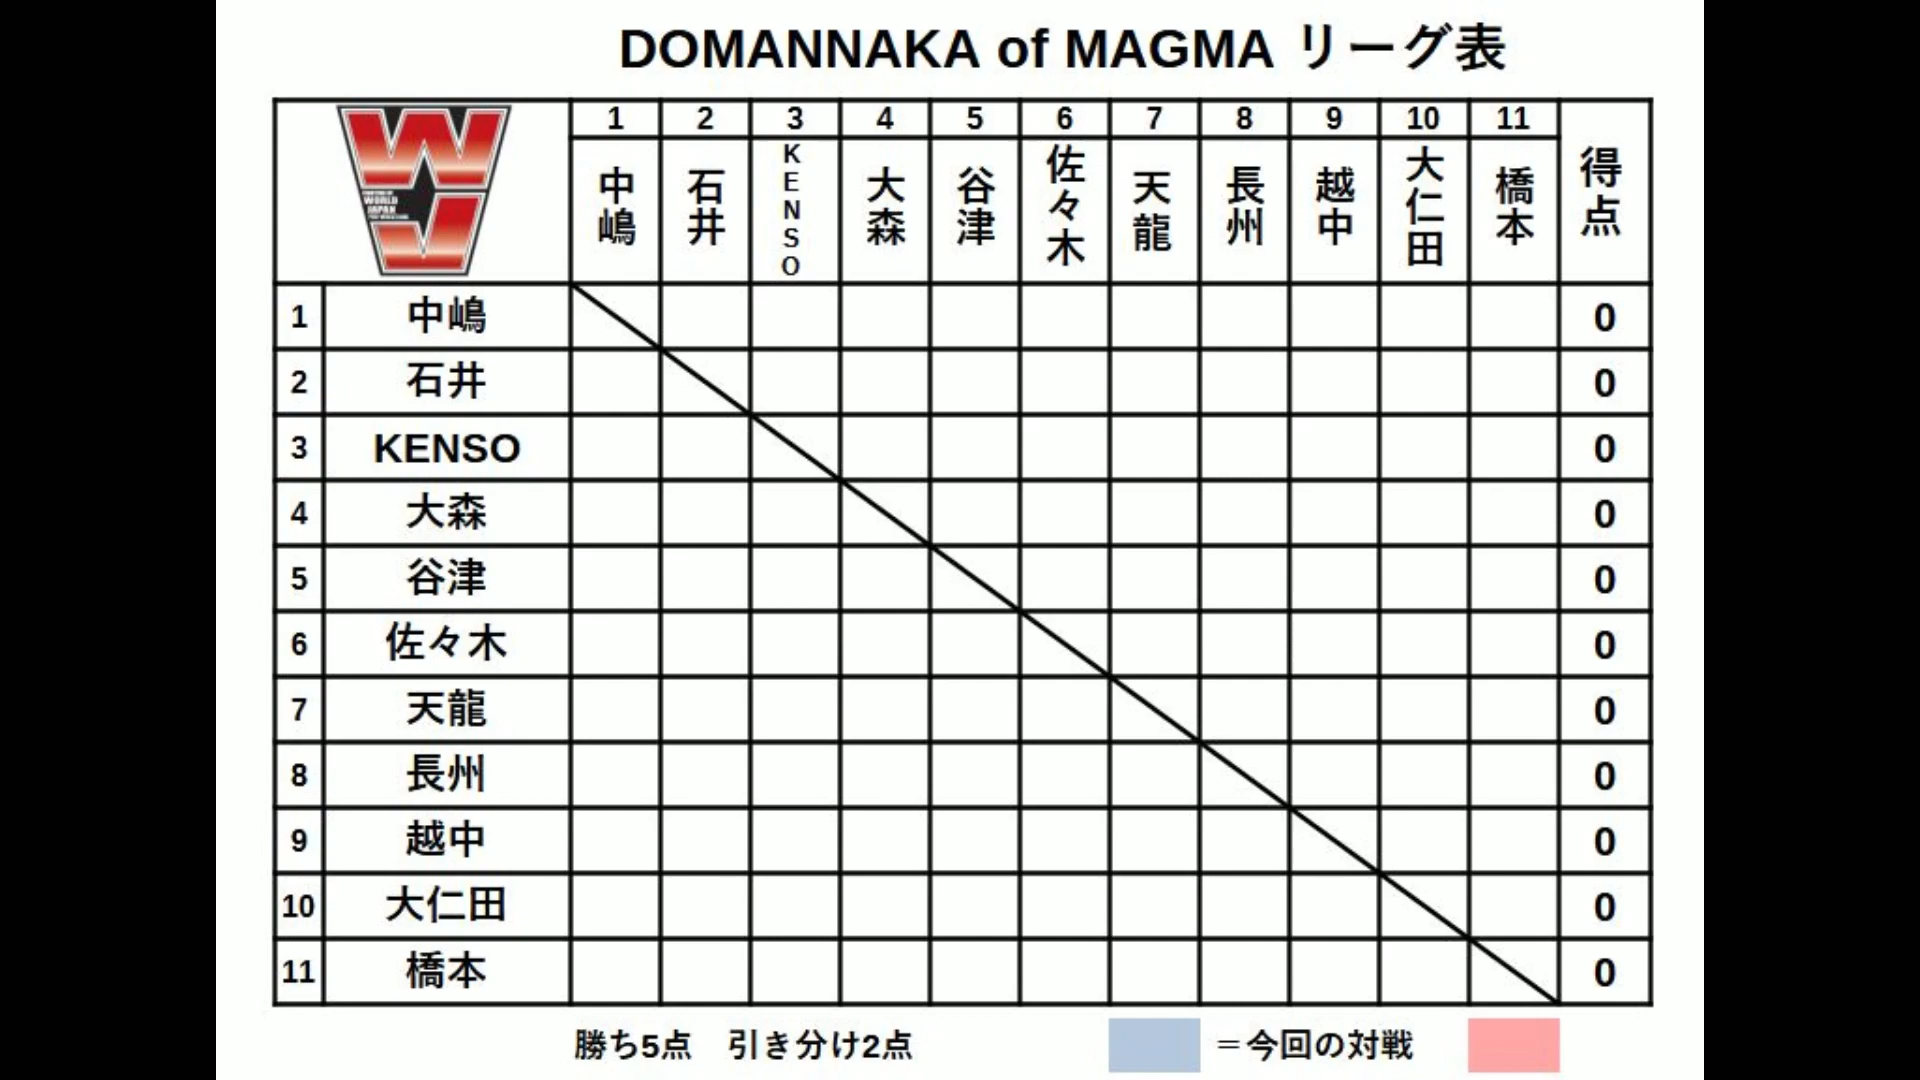 DOMANNAKA of MAGMA リーグ表
1 2 3 4 5 6 7 8 9 10 11 得点
中嶋 石井 KENSO 大森 谷津 佐々木 天龍 長州 越中 大仁田 橋本
WJ
WORLD
JAPAN
1 中嶋 0
2 石井 0
3 KENSO 0
4 大森 0
5 谷津 0
6 佐々木 0
7 天龍 0
8 長州 0
9 越中 0
10 大仁田 0
11 橋本 0
勝ち5点 引き分け2点 =今回の対戦